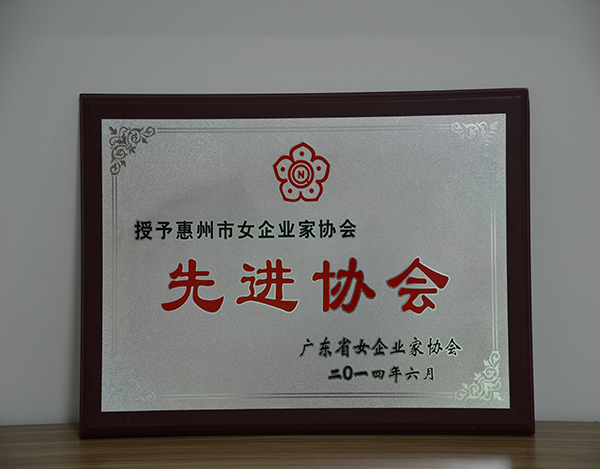 N
授予惠州市女企业家协会
先进协会
广东省女企业家协会
二0一四年六月